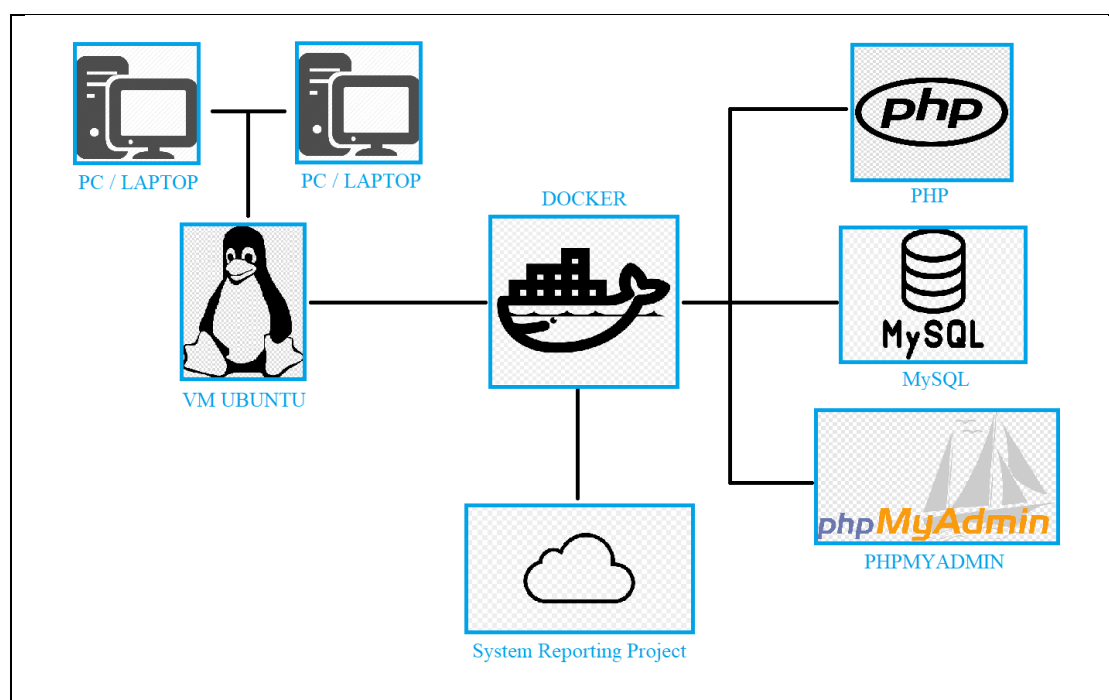 PC / LAPTOP
PC / LAPTOP
php
PHP
DOCKER
VM UBUNTU
MySQL
MySQL
phpMyAdmin
PHPMYADMIN
System Reporting Project